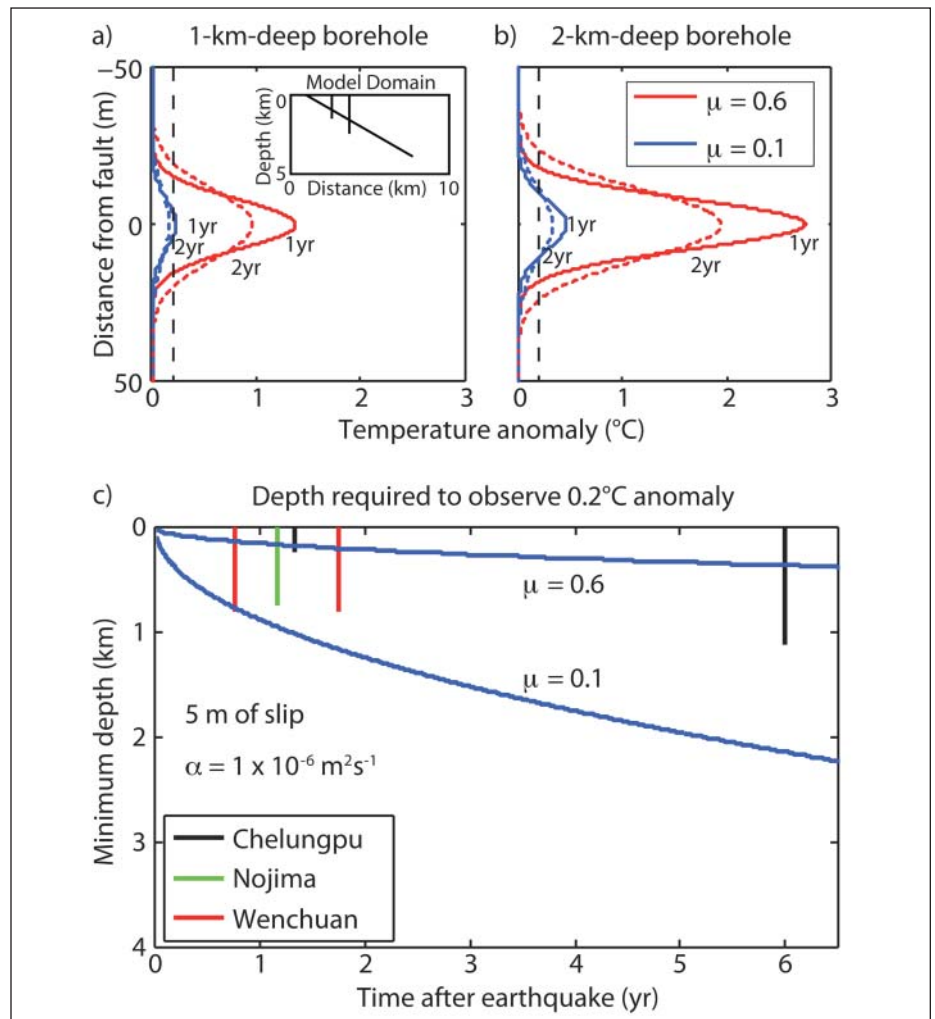 a) 1-km-deep borehole
b) 2-km-deep borehole
−50
0
50
Distance from fault (m)
Model Domain
0
5
Depth (km)
0 Distance (km) 10
1yr
2yr
2yr
1yr
0 1 2 3
μ = 0.6
μ = 0.1
1yr
2yr
2yr
1yr
0 1 2 3
Temperature anomaly (°C)
c) Depth required to observe 0.2°C anomaly
0
1
2
3
4
Minimum depth (km)
μ = 0.6
μ = 0.1
5 m of slip
α = 1 x 10⁻⁶ m²s⁻¹
Chelungpu
Nojima
Wenchuan
0 1 2 3 4 5 6
Time after earthquake (yr)